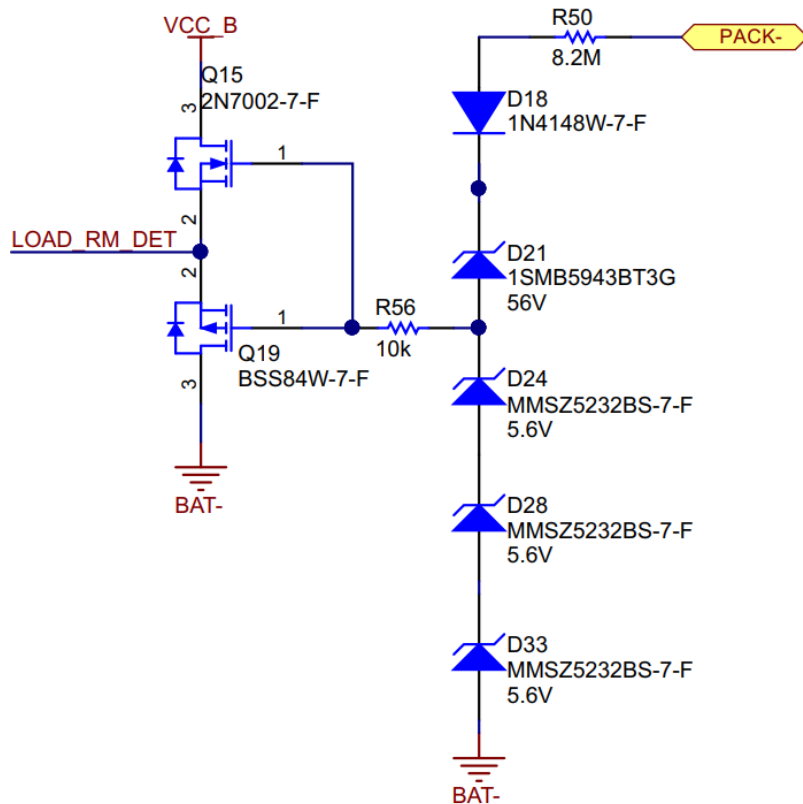 VCC_B
Q15
2N7002-7-F
3
1
2
LOAD_RM_DET
2
1
Q19
BSS84W-7-F
3
BAT-
R56
10k
R50
8.2M
PACK-
D18
1N4148W-7-F
D21
1SMB5943BT3G
56V
D24
MMSZ5232BS-7-F
5.6V
D28
MMSZ5232BS-7-F
5.6V
D33
MMSZ5232BS-7-F
5.6V
BAT-